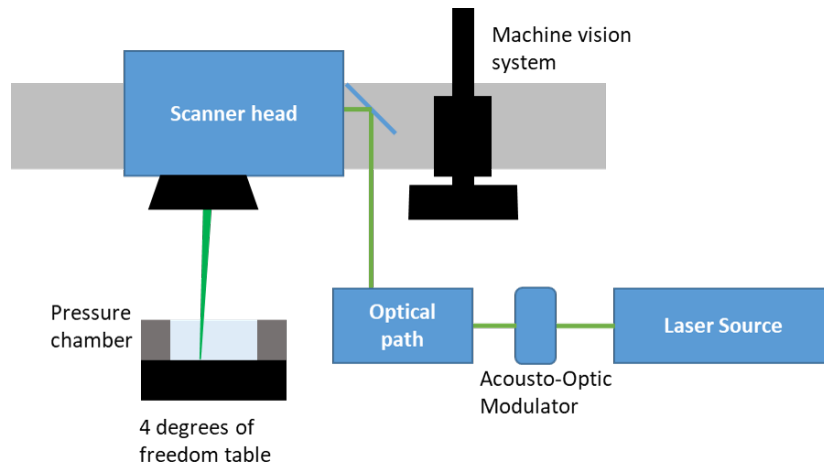 Machine vision
system
Scanner head
Pressure
chamber
Optical
path
Laser Source
Acousto-Optic
Modulator
4 degrees of
freedom table